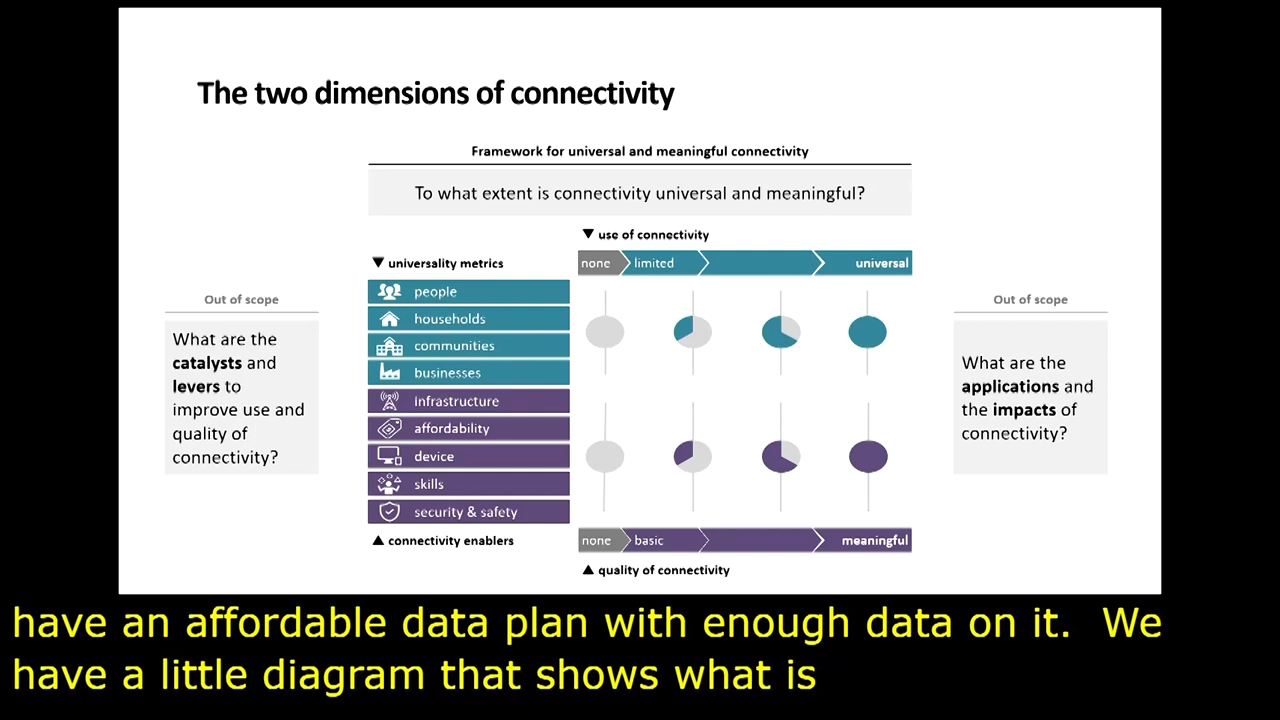 The two dimensions of connectivity
Framework for universal and meaningful connectivity
To what extent is connectivity universal and meaningful?
▼ use of connectivity
none
limited
universal
▼ universality metrics
people
households
communities
businesses
infrastructure
affordability
device
skills
security & safety
▲ connectivity enablers
none
basic
meaningful
▲ quality of connectivity
Out of scope
What are the
catalysts and
levers to
improve use and
quality of
connectivity?
Out of scope
What are the
applications and
the impacts of
connectivity?
have an affordable data plan with enough data on it.  We
have a little diagram that shows what is